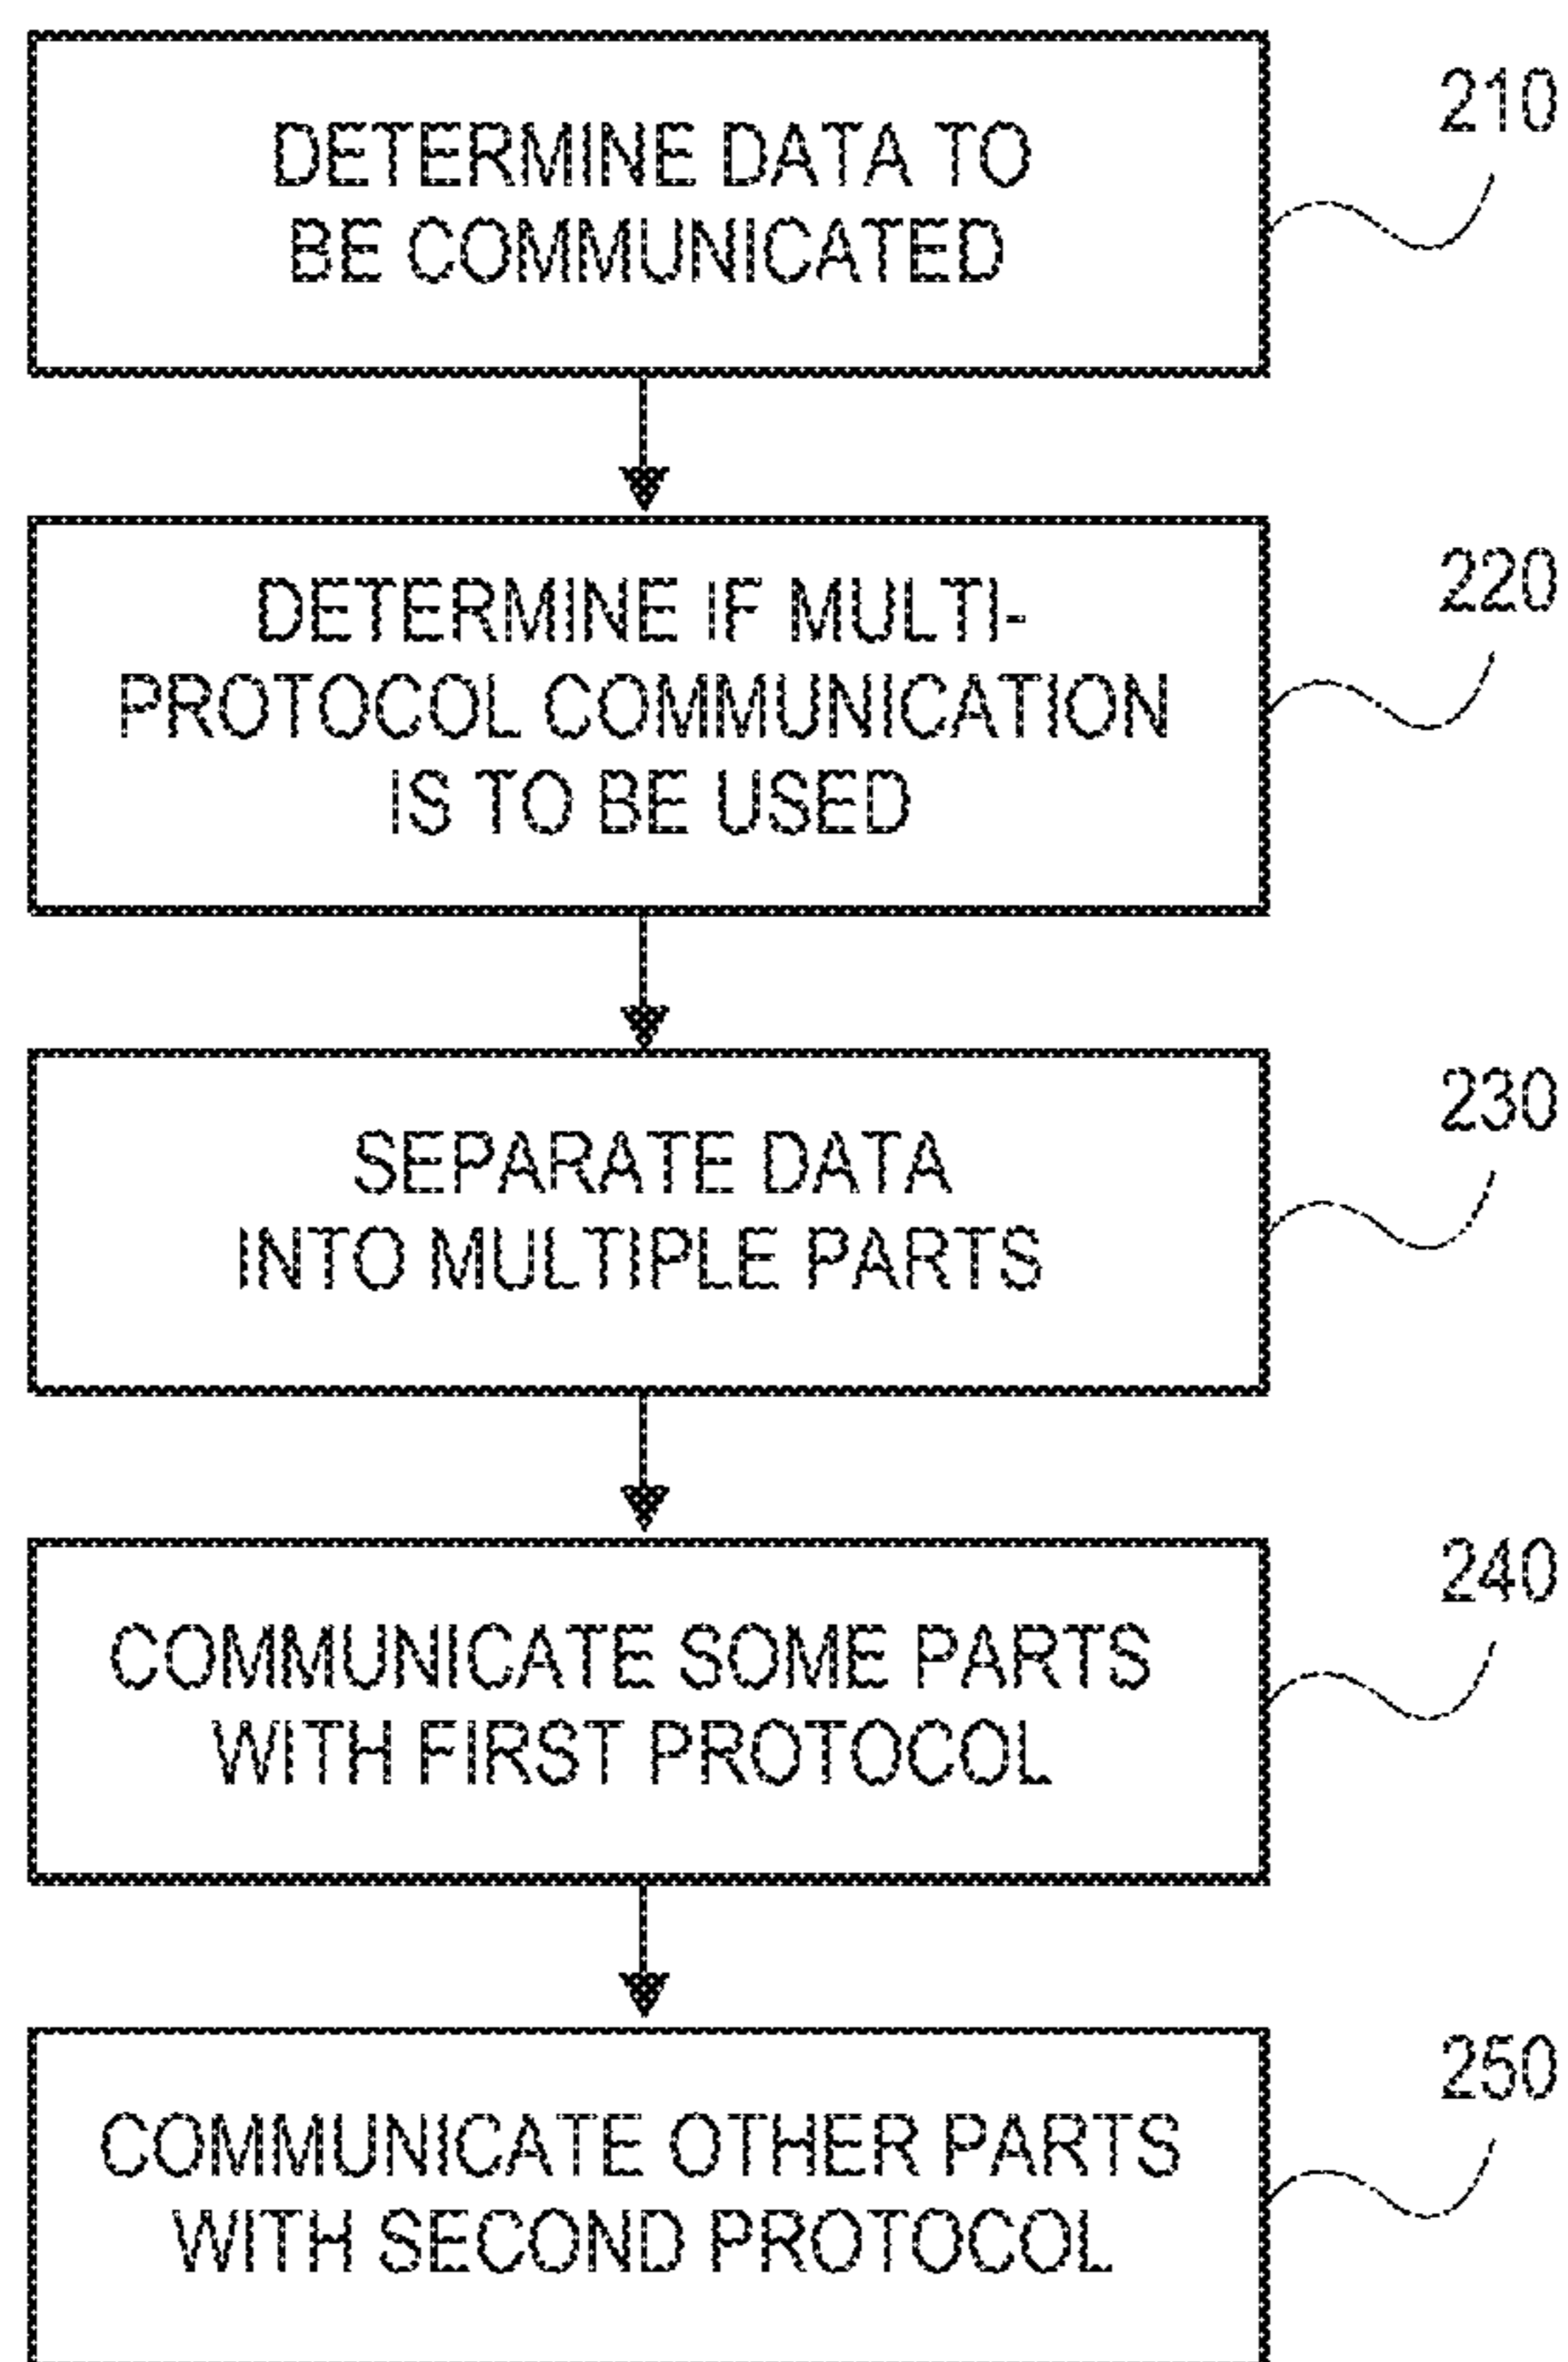 DETERMINE DATA TO
BE COMMUNICATED
210
DETERMINE IF MULTI-
PROTOCOL COMMUNICATION
IS TO BE USED
220
SEPARATE DATA
INTO MULTIPLE PARTS
230
COMMUNICATE SOME PARTS
WITH FIRST PROTOCOL
240
COMMUNICATE OTHER PARTS
WITH SECOND PROTOCOL
250